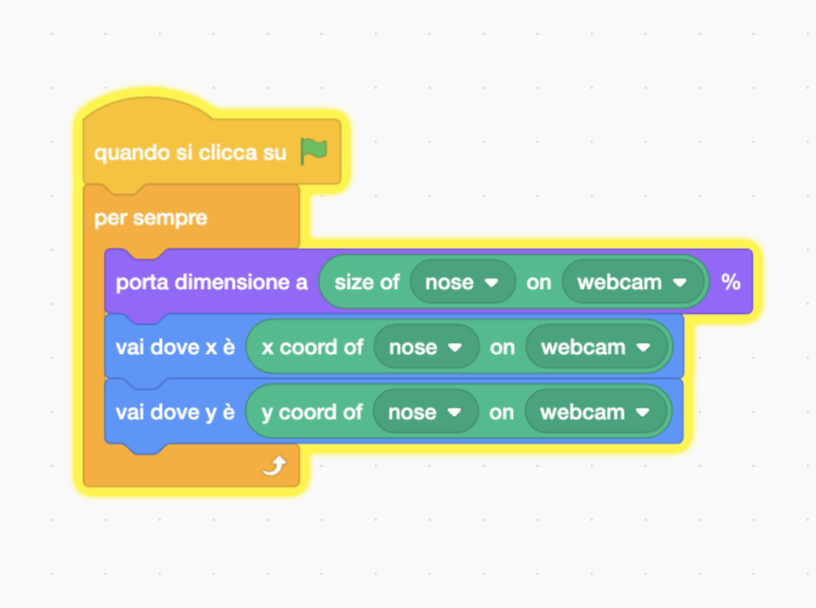 quando si clicca su
per sempre
porta dimensione a size of nose on webcam %
vai dove x è x coord of nose on webcam
vai dove y è y coord of nose on webcam